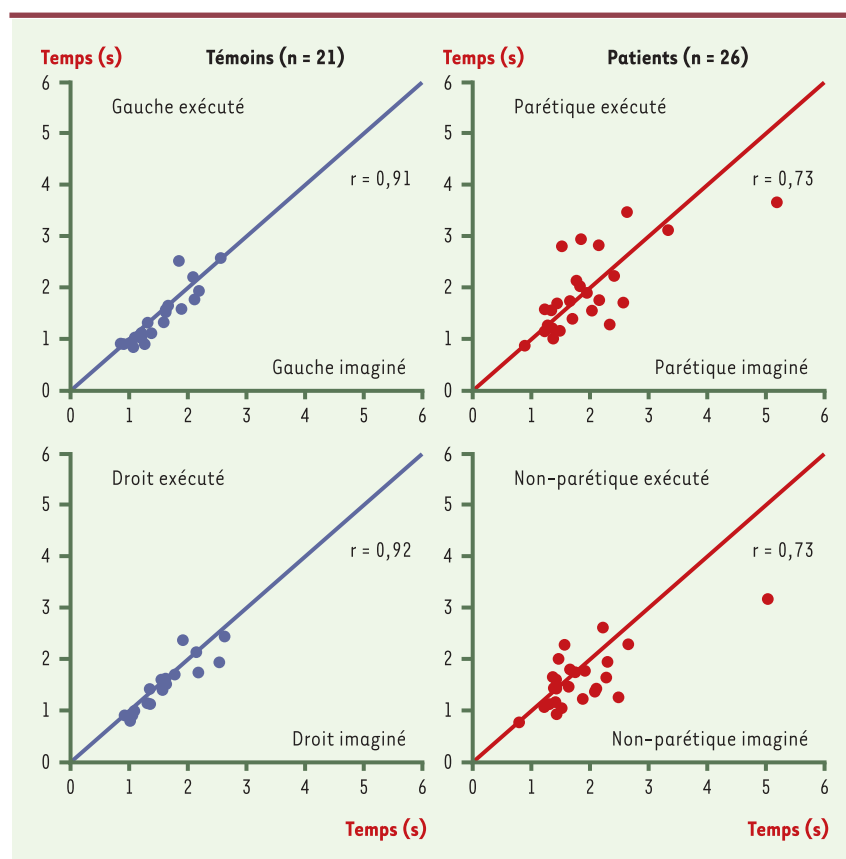 Temps (s)
Témoins (n = 21)
Temps (s)
Patients (n = 26)
6
5
4
3
2
1
0
Gauche exécuté
r = 0,91
Gauche imaginé
0 1 2 3 4 5 6
6
5
4
3
2
1
0
Parétique exécuté
r = 0,73
Parétique imaginé
0 1 2 3 4 5 6
6
5
4
3
2
1
0
Droit exécuté
r = 0,92
Droit imaginé
0 1 2 3 4 5 6
Temps (s)
6
5
4
3
2
1
0
Non-parétique exécuté
r = 0,73
Non-parétique imaginé
0 1 2 3 4 5 6
Temps (s)